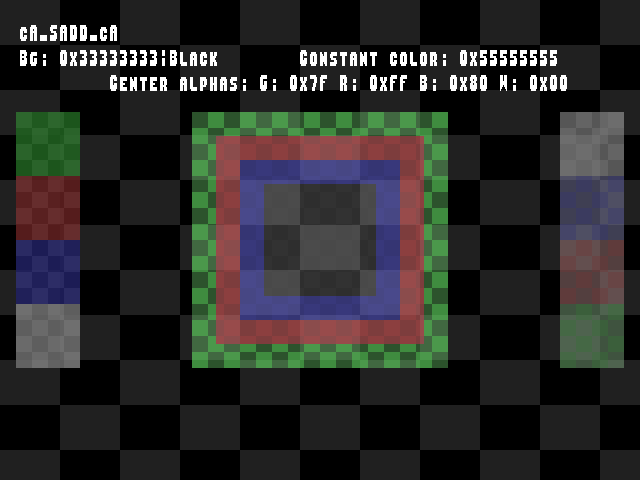 cA_SADD_cA
Bg: 0x33333333;Black Constant color: 0x55555555
Center alphas: G: 0x7F R: 0xFF B: 0x80 W: 0x00